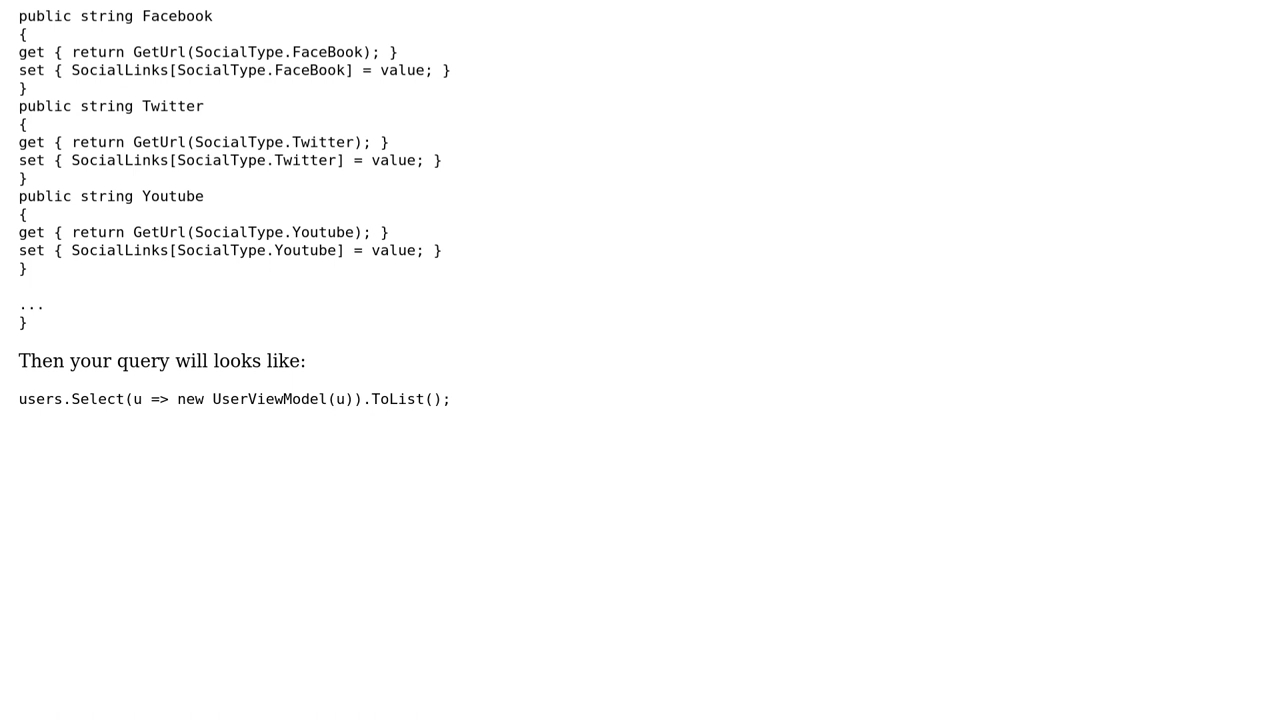 public string Facebook
{
get { return GetUrl(SocialType.FaceBook); }
set { SocialLinks[SocialType.FaceBook] = value; }
}
public string Twitter
{
get { return GetUrl(SocialType.Twitter); }
set { SocialLinks[SocialType.Twitter] = value; }
}
public string Youtube
{
get { return GetUrl(SocialType.Youtube); }
set { SocialLinks[SocialType.Youtube] = value; }
}
...
}
Then your query will looks like:
users.Select(u => new UserViewModel(u)).ToList();